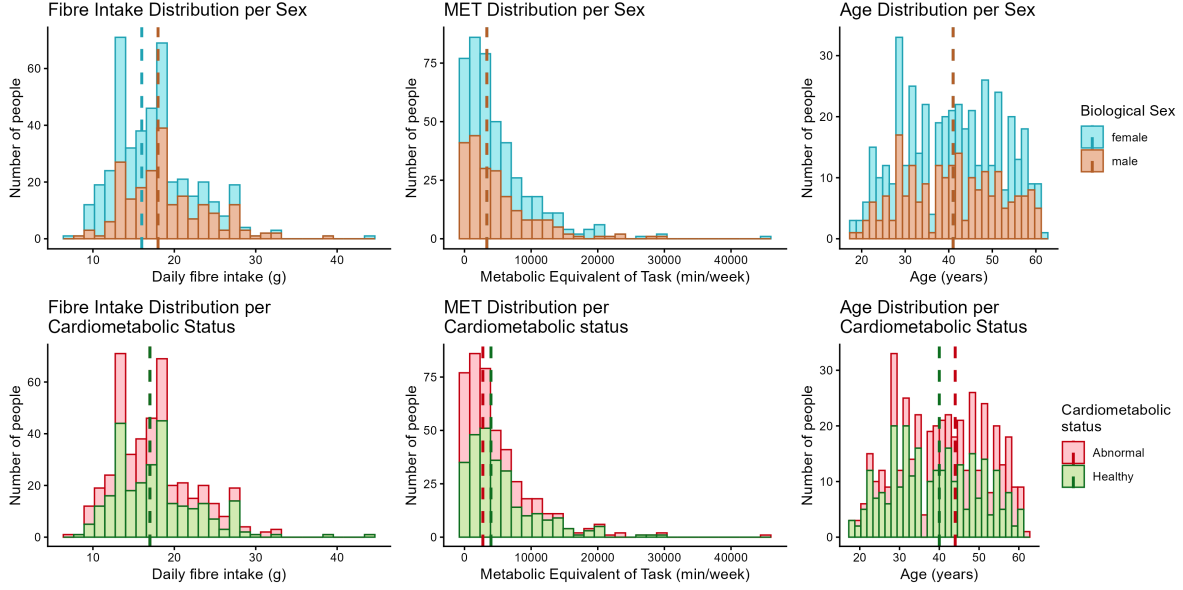 Fibre Intake Distribution per Sex
MET Distribution per Sex
Age Distribution per Sex
Number of people
0
20
40
60
10
20
30
40
Daily fibre intake (g)
Number of people
0
25
50
75
0
10000
20000
30000
40000
Metabolic Equivalent of Task (min/week)
Number of people
0
10
20
30
20
30
40
50
60
Age (years)
Biological Sex
female
male
Fibre Intake Distribution per
Cardiometabolic Status
MET Distribution per
Cardiometabolic status
Age Distribution per
Cardiometabolic Status
Number of people
0
20
40
60
10
20
30
40
Daily fibre intake (g)
Number of people
0
25
50
75
0
10000
20000
30000
40000
Metabolic Equivalent of Task (min/week)
Number of people
0
10
20
30
20
30
40
50
60
Age (years)
Cardiometabolic
status
Abnormal
Healthy